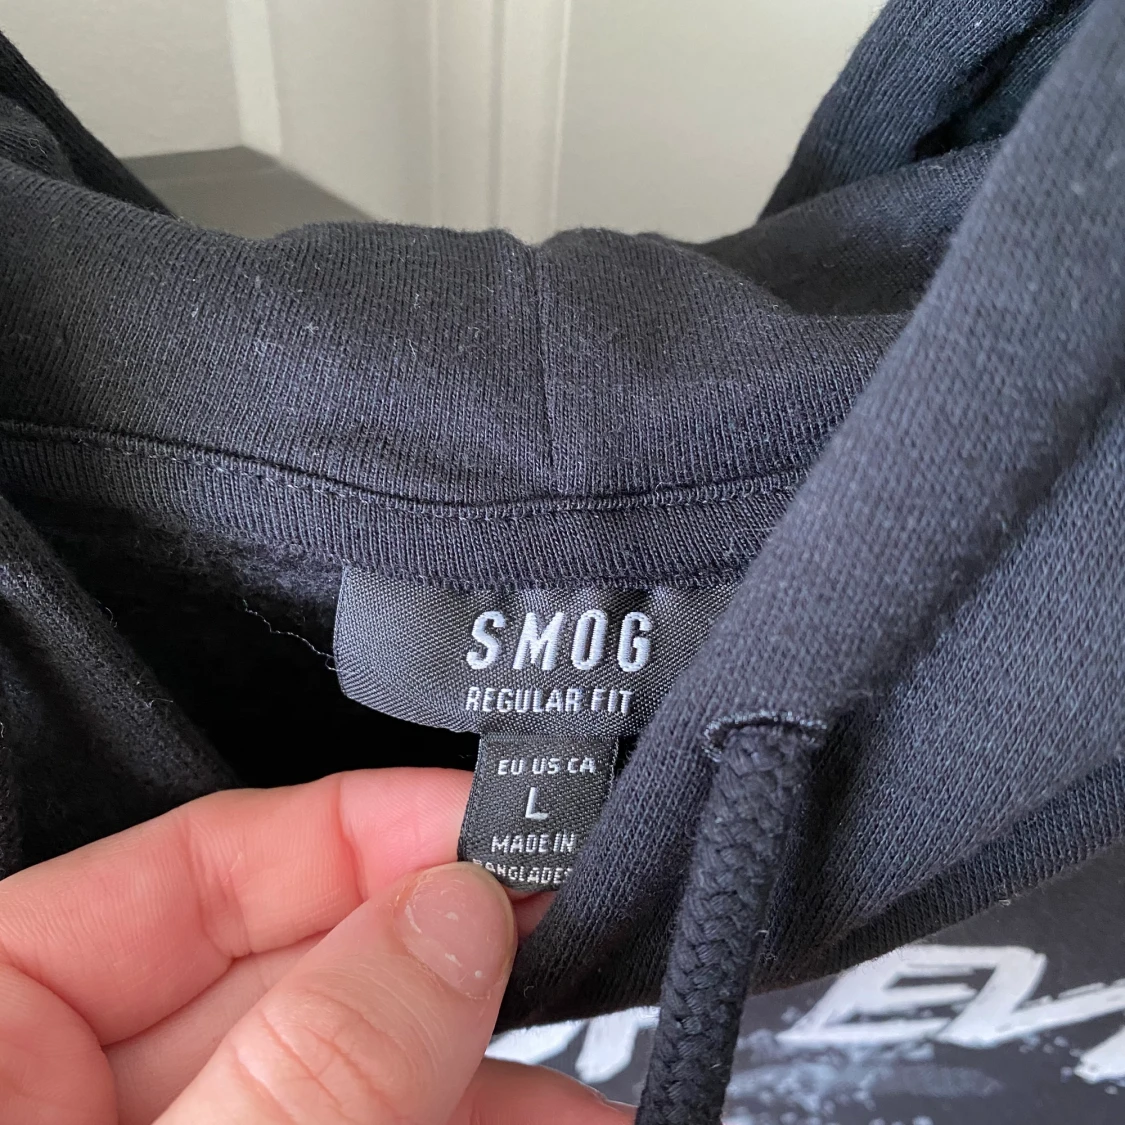 SMOG
REGULAR FIT
EU US CA
L
MADE IN